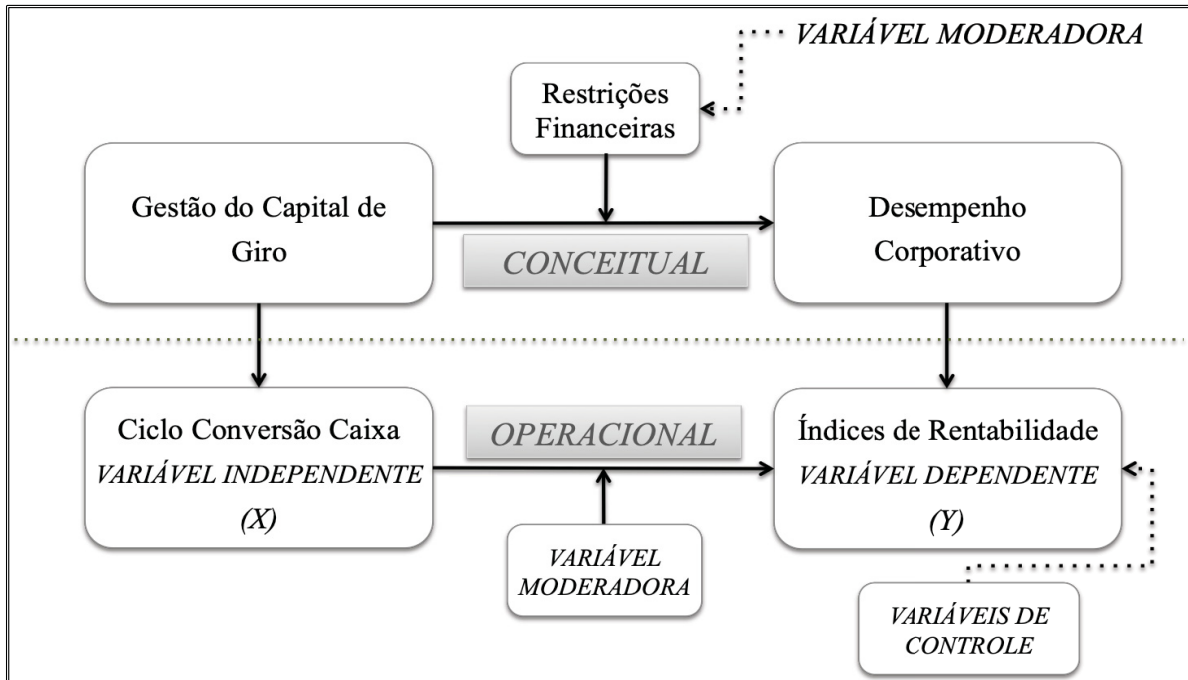 VARIÁVEL MODERADORA
Restrições
Financeiras
Gestão do Capital de
Giro
Desempenho
Corporativo
CONCEITUAL
Ciclo Conversão Caixa
VARIÁVEL INDEPENDENTE
(X)
OPERACIONAL
Índices de Rentabilidade
VARIÁVEL DEPENDENTE
(Y)
VARIÁVEL
MODERADORA
VARIÁVEIS DE
CONTROLE